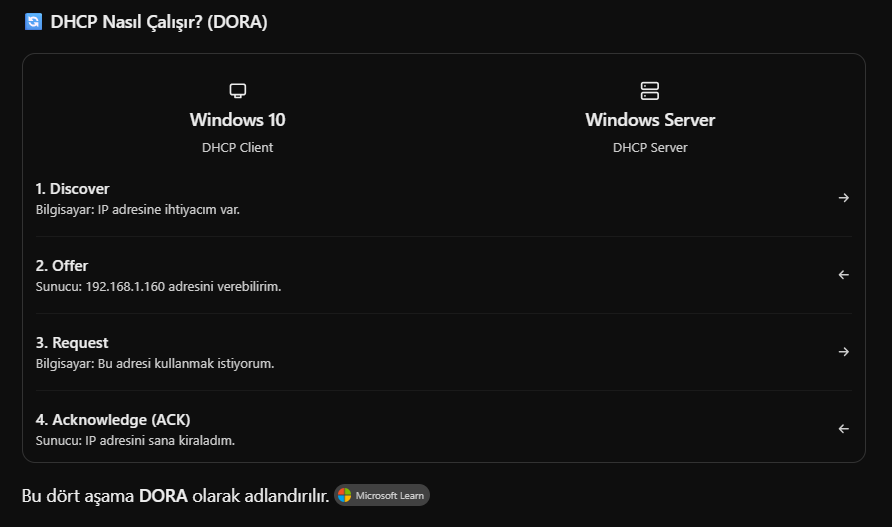 DHCP Nasıl Çalışır? (DORA)
Windows 10
Windows Server
DHCP Client
DHCP Server
1. Discover
Bilgisayar: IP adresine ihtiyacım var.
→
2. Offer
Sunucu: 192.168.1.160 adresini verebilirim.
←
3. Request
Bilgisayar: Bu adresi kullanmak istiyorum.
→
4. Acknowledge (ACK)
Sunucu: IP adresini sana kiraladım.
←
Bu dört aşama DORA olarak adlandırılır. Microsoft Learn